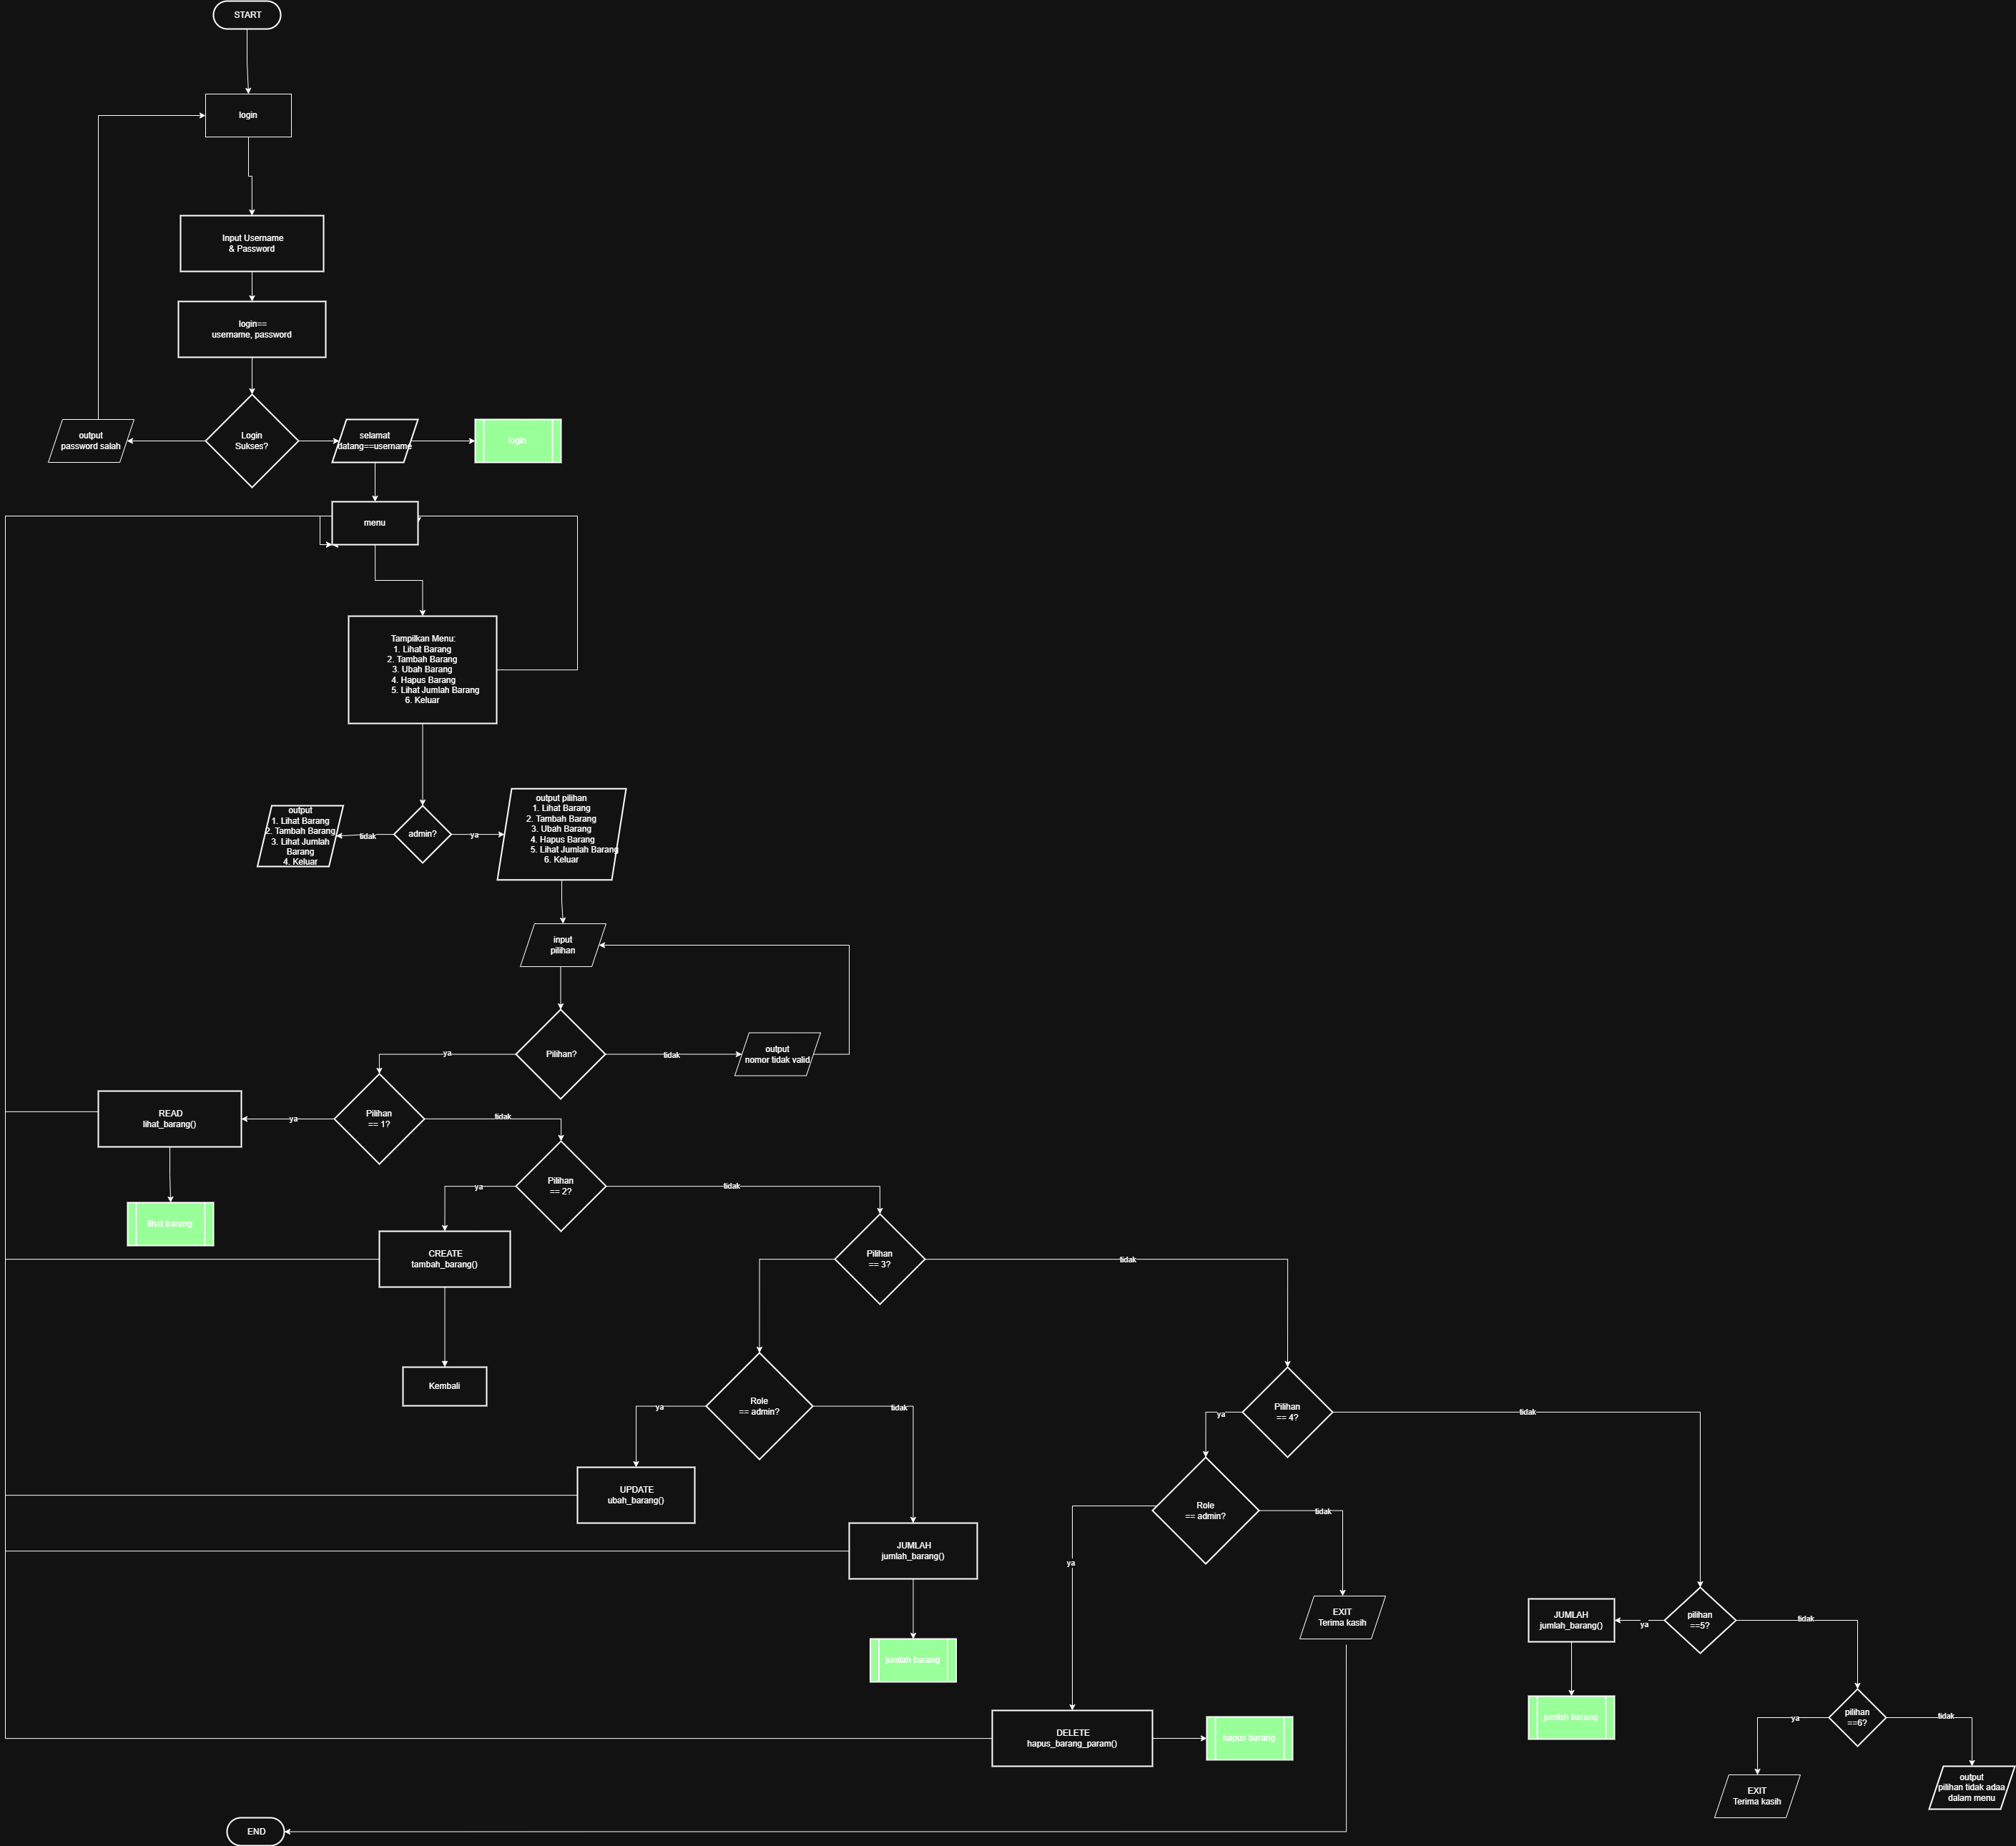 START
login
Input Username
& Password
login==
username, password
Login
Sukses?
output
password salah
selamat
datang==username
login
menu
Tampilkan Menu:
1. Lihat Barang
2. Tambah Barang
3. Ubah Barang
4. Hapus Barang
5. Lihat Jumlah Barang
6. Keluar
output
1. Lihat Barang
2. Tambah Barang
3. Lihat Jumlah
Barang
4. Keluar
tidak
admin?
ya
output pilihan
1. Lihat Barang
2. Tambah Barang
3. Ubah Barang
4. Hapus Barang
5. Lihat Jumlah Barang
6. Keluar
input
pilihan
ya
Pilihan?
tidak
output
nomor tidak valid
READ
lihat_barang()
ya
Pilihan
== 1?
tidak
lihat barang
ya
Pilihan
== 2?
tidak
CREATE
tambah_barang()
Kembali
Pilihan
== 3?
tidak
ya
Role
== admin?
tidak
UPDATE
ubah_barang()
JUMLAH
jumlah_barang()
jumlah barang
ya
Pilihan
== 4?
tidak
Role
== admin?
tidak
ya
EXIT
Terima kasih
DELETE
hapus_barang_param()
hapus barang
JUMLAH
jumlah_barang()
ya
pilihan
==5?
tidak
jumlah barang
ya
pilihan
==6?
tidak
EXIT
Terima kasih
output
pilihan tidak adaa
dalam menu
END